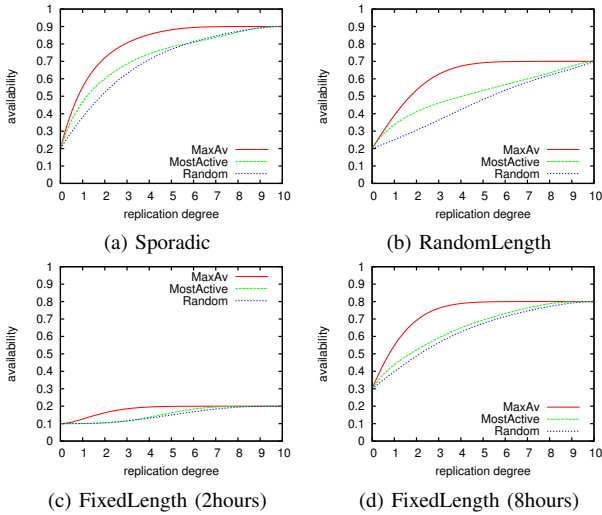 1
0.9
0.8
0.7
0.6
0.5
0.4
0.3
0.2
0.1
0
availability
MaxAv
MostActive
Random
0 1 2 3 4 5 6 7 8 9 10
replication degree
(a) Sporadic
1
0.9
0.8
0.7
0.6
0.5
0.4
0.3
0.2
0.1
0
availability
MaxAv
MostActive
Random
0 1 2 3 4 5 6 7 8 9 10
replication degree
(b) RandomLength
1
0.9
0.8
0.7
0.6
0.5
0.4
0.3
0.2
0.1
0
availability
MaxAv
MostActive
Random
0 1 2 3 4 5 6 7 8 9 10
replication degree
(c) FixedLength (2hours)
1
0.9
0.8
0.7
0.6
0.5
0.4
0.3
0.2
0.1
0
availability
MaxAv
MostActive
Random
0 1 2 3 4 5 6 7 8 9 10
replication degree
(d) FixedLength (8hours)